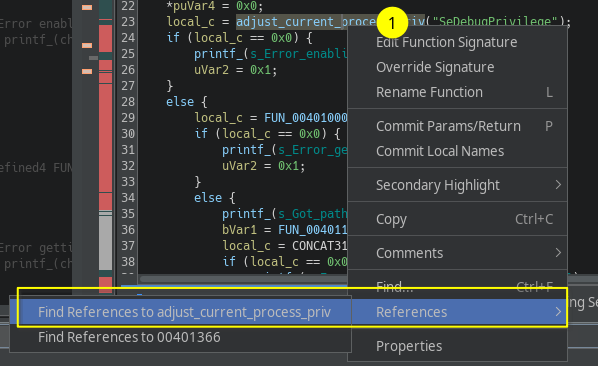 22 *puVar4 = 0x0;
23 local_c = adjust_current_process_priv("SeDebugPrivilege");
24 if (local_c == 0x0) {
25 printf_(s_Error_enabli
26 uVar2 = 0x1;
27 }
28 else {
29 local_c = FUN_00401000
30 if (local_c == 0x0) {
31 printf_(s_Error_ge
32 uVar2 = 0x1;
33 }
34 else {
35 printf_(s_Got_path
36 bVar1 = FUN_004011
37 local_c = CONCAT31
38 if (local_c == 0x0
Error enabl
printf_(ch
efined4 FUN
Error getti
printf_(ch
1
Edit Function Signature
Override Signature
Rename Function L
Commit Params/Return P
Commit Local Names
Secondary Highlight
Copy Ctrl+C
Comments
Find... Ctrl+F
References
Properties
Find References to adjust_current_process_priv
Find References to 00401366
ng Se